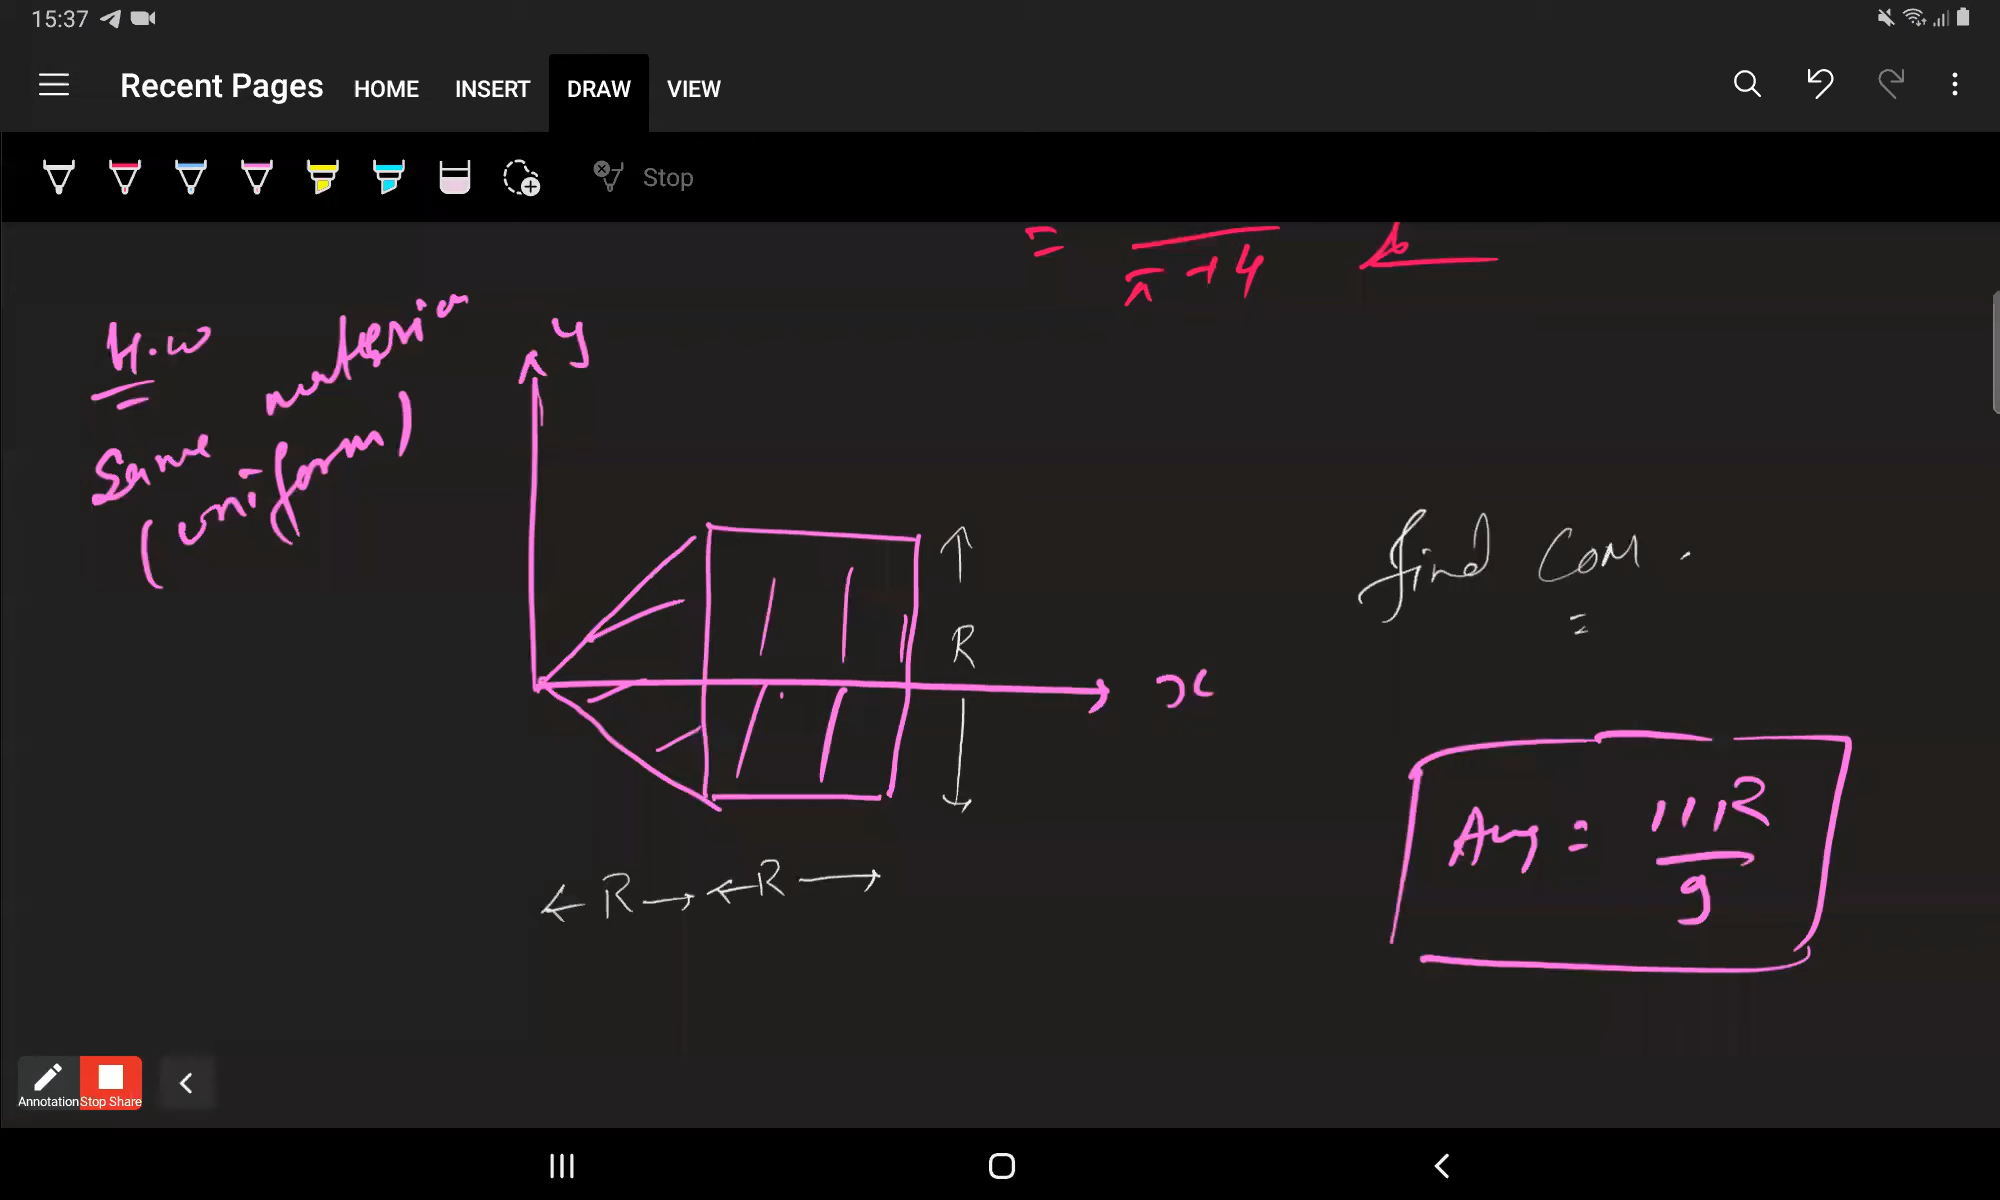 15:37
Recent Pages HOME INSERT DRAW VIEW
Stop
= π+4
H.W
Same material
(uniform)
y
x
R
R R
find COM.
=
Ans = 11R/9
Annotation Stop Share